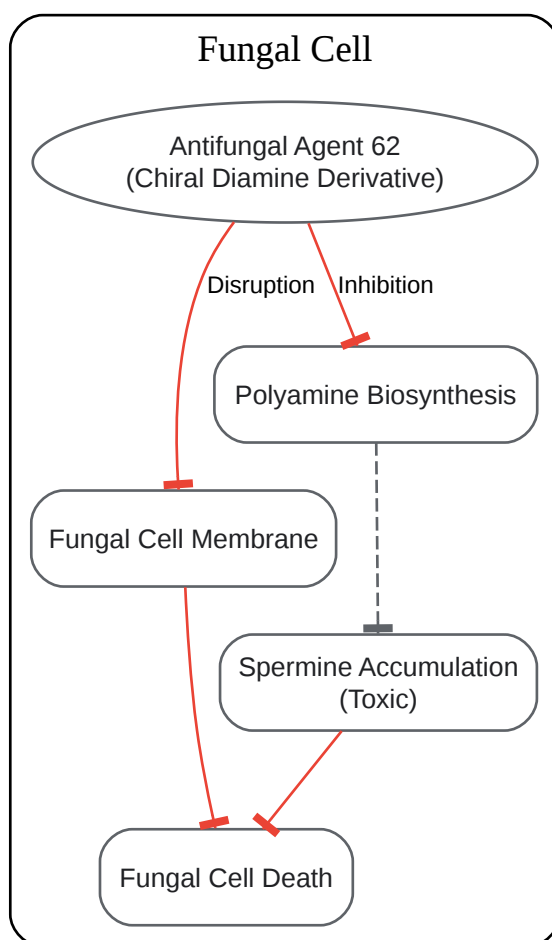 Fungal Cell
Antifungal Agent 62
(Chiral Diamine Derivative)
Disruption
Inhibition
Polyamine Biosynthesis
Fungal Cell Membrane
Spermine Accumulation
(Toxic)
Fungal Cell Death